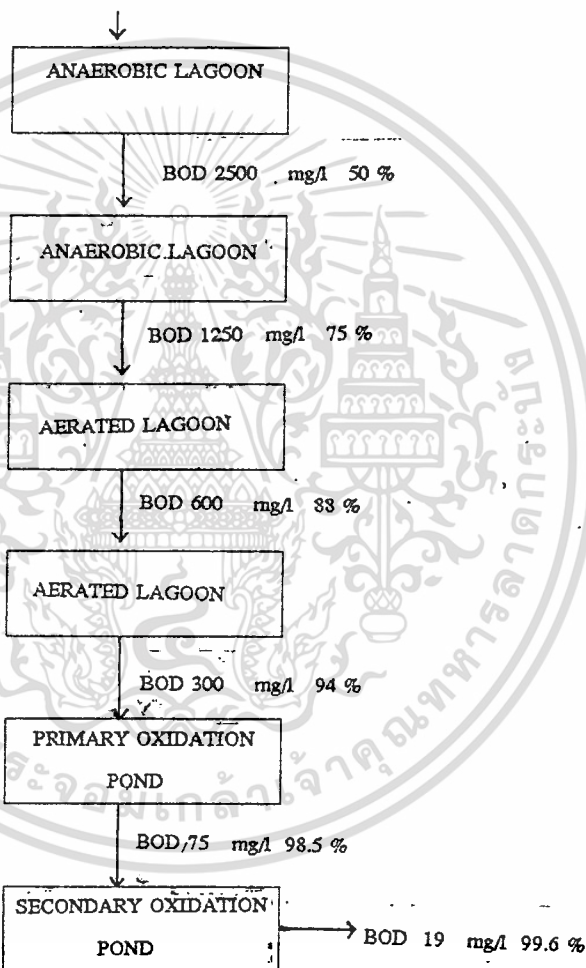 ANAEROBIC LAGOON
BOD 2500 mg/l 50 %
ANAEROBIC LAGOON
BOD 1250 mg/l 75 %
AERATED LAGOON
BOD 600 mg/l 88 %
AERATED LAGOON
BOD 300 mg/l 94 %
PRIMARY OXIDATION
POND
BOD 75 mg/l 98.5 %
SECONDARY OXIDATION
POND
BOD 19 mg/l 99.6 %